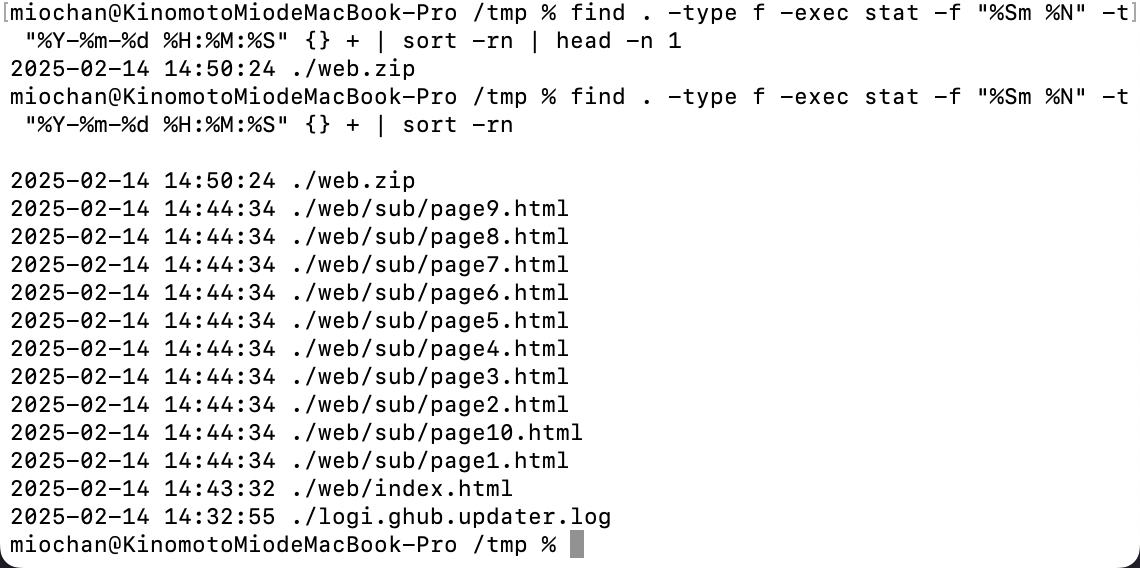 [miochan@KinomotoMiodeMacBook-Pro /tmp % find . -type f -exec stat -f "%Sm %N" -t]
"%Y-%m-%d %H:%M:%S" {} + | sort -rn | head -n 1
2025-02-14 14:50:24 ./web.zip
miochan@KinomotoMiodeMacBook-Pro /tmp % find . -type f -exec stat -f "%Sm %N" -t
"%Y-%m-%d %H:%M:%S" {} + | sort -rn
2025-02-14 14:50:24 ./web.zip
2025-02-14 14:44:34 ./web/sub/page9.html
2025-02-14 14:44:34 ./web/sub/page8.html
2025-02-14 14:44:34 ./web/sub/page7.html
2025-02-14 14:44:34 ./web/sub/page6.html
2025-02-14 14:44:34 ./web/sub/page5.html
2025-02-14 14:44:34 ./web/sub/page4.html
2025-02-14 14:44:34 ./web/sub/page3.html
2025-02-14 14:44:34 ./web/sub/page2.html
2025-02-14 14:44:34 ./web/sub/page10.html
2025-02-14 14:44:34 ./web/sub/page1.html
2025-02-14 14:43:32 ./web/index.html
2025-02-14 14:32:55 ./logi.ghub.updater.log
miochan@KinomotoMiodeMacBook-Pro /tmp %